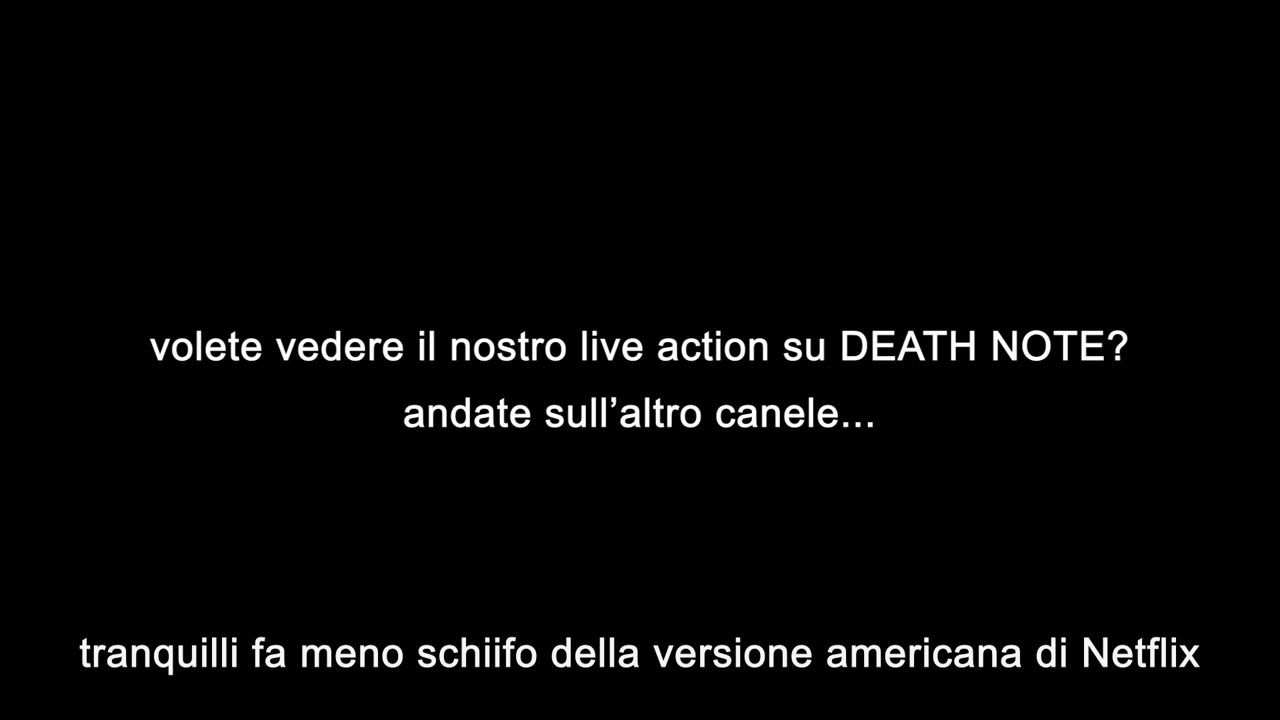 volete vedere il nostro live action su DEATH NOTE?
andate sull’altro canele...
tranquilli fa meno schiifo della versione americana di Netflix